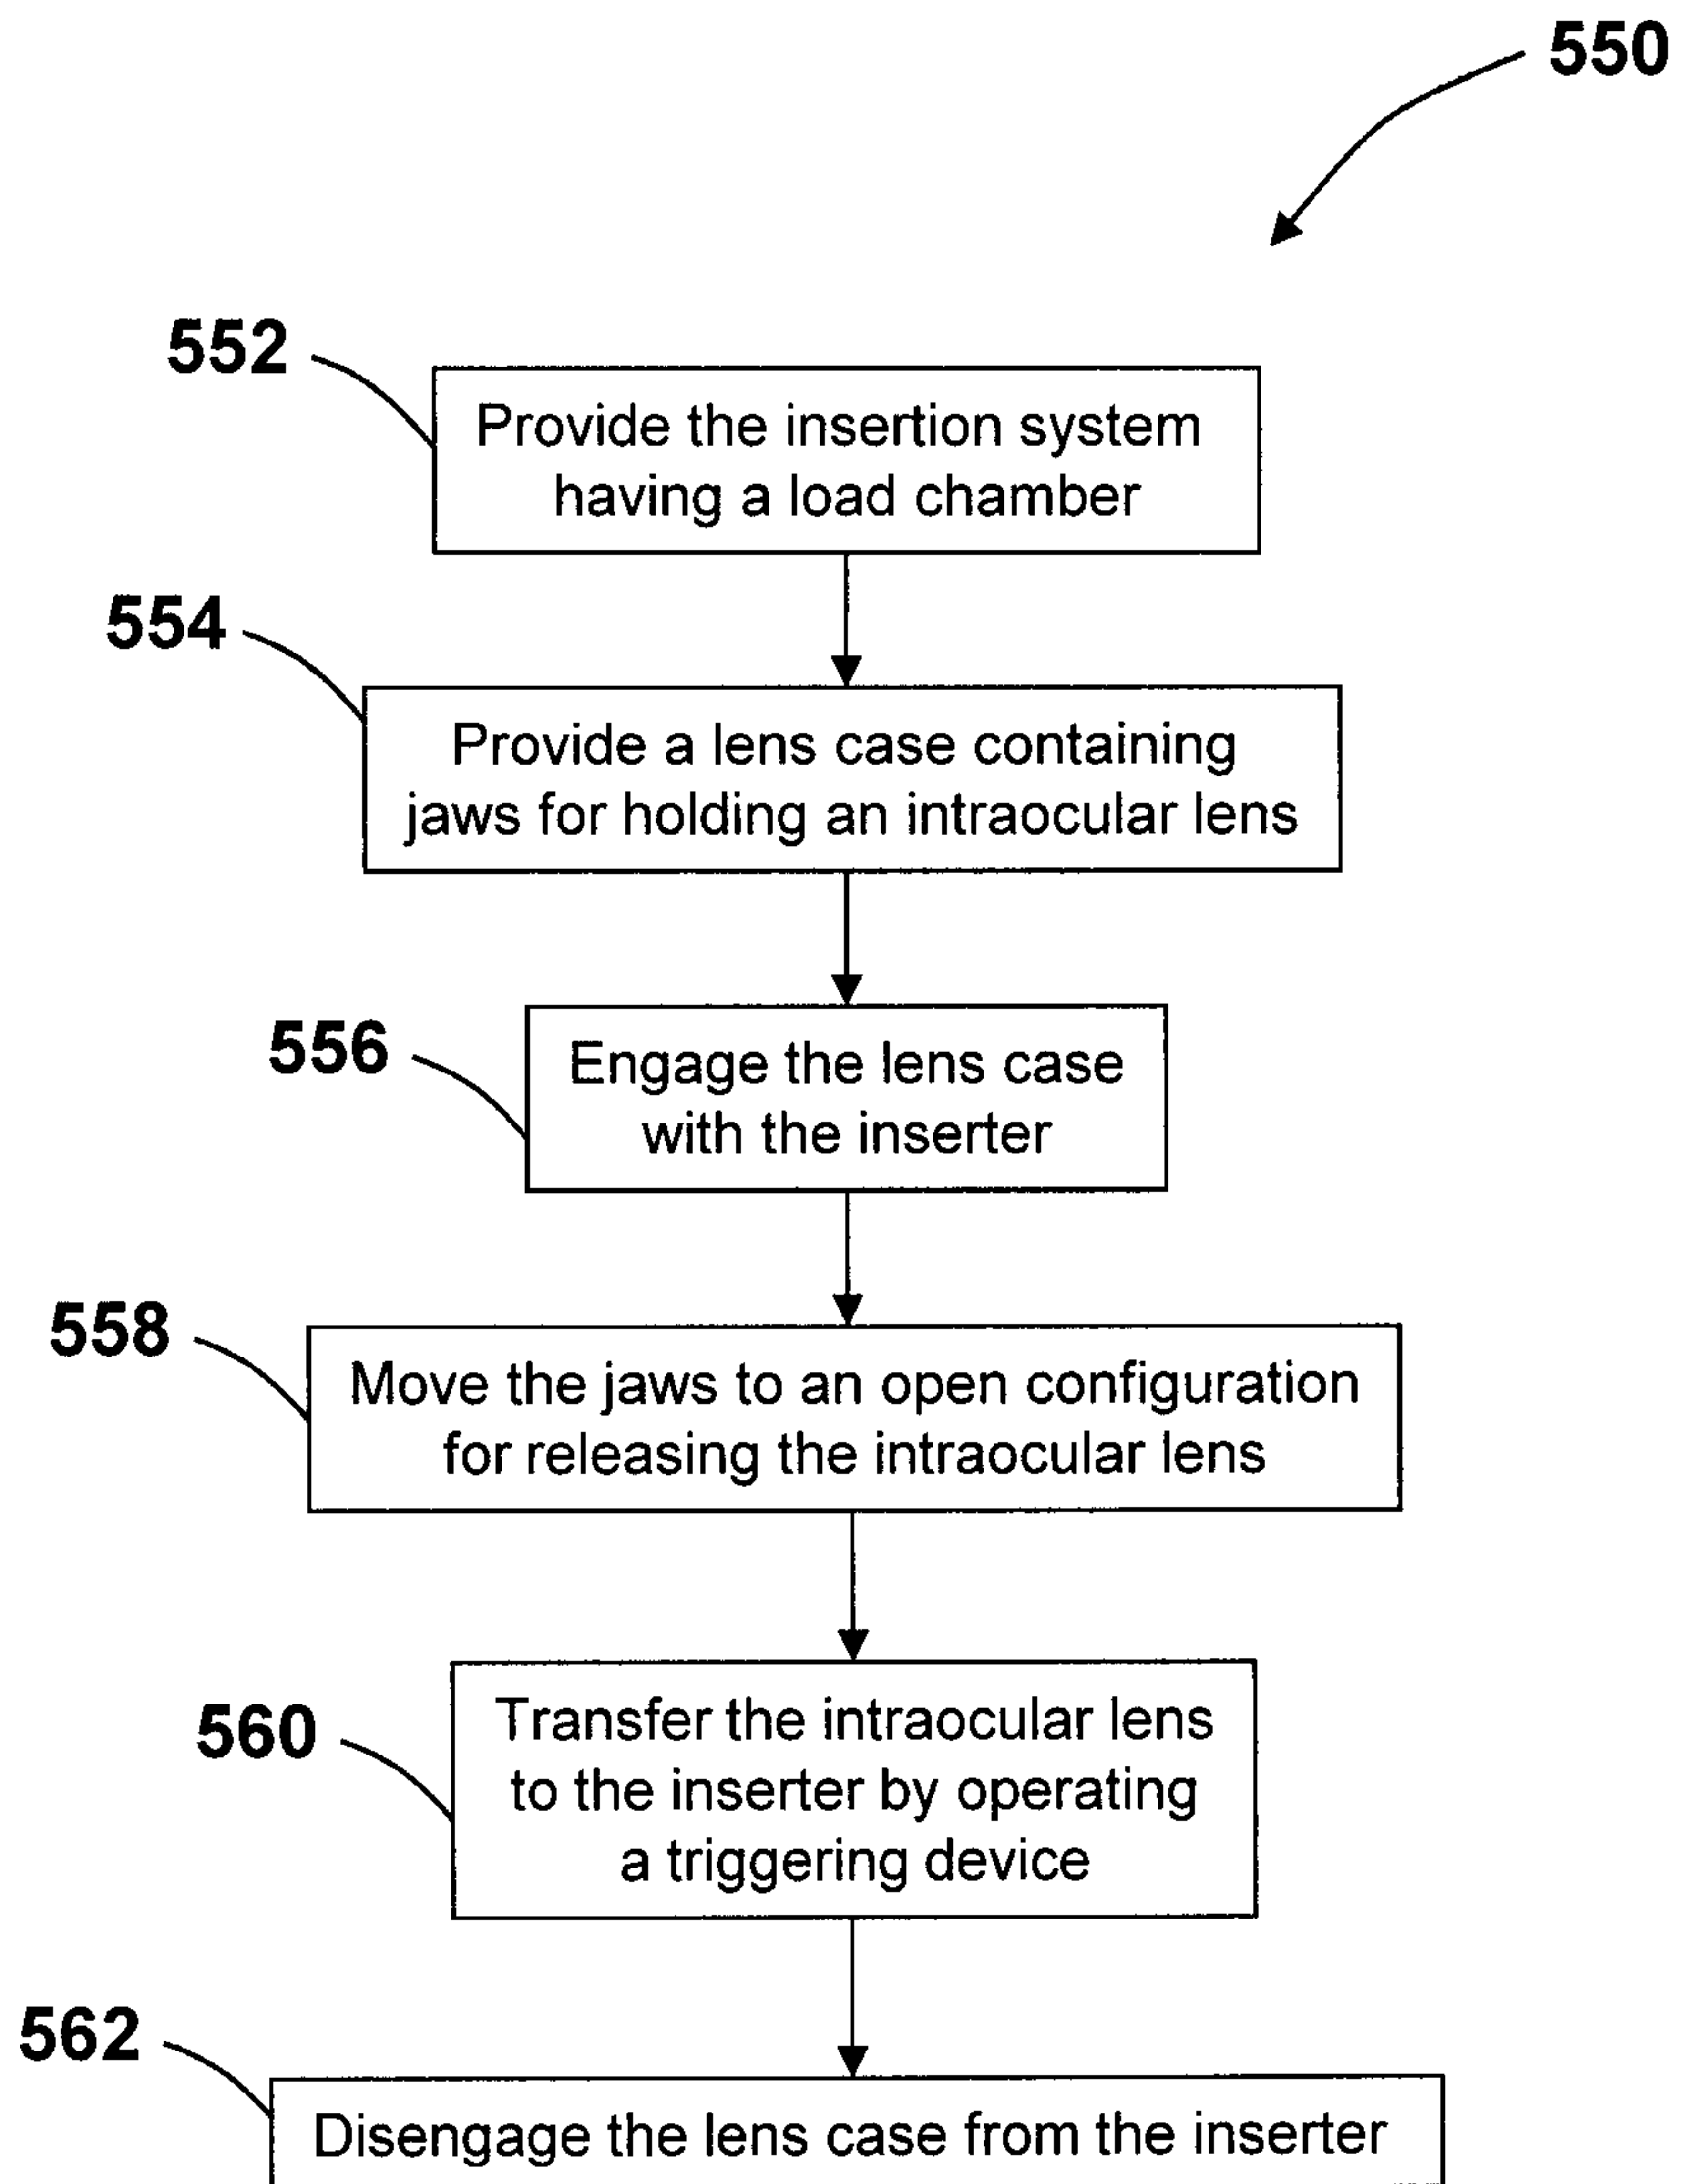 550
552
Provide the insertion system
having a load chamber
554
Provide a lens case containing
jaws for holding an intraocular lens
556
Engage the lens case
with the inserter
558
Move the jaws to an open configuration
for releasing the intraocular lens
560
Transfer the intraocular lens
to the inserter by operating
a triggering device
562
Disengage the lens case from the inserter